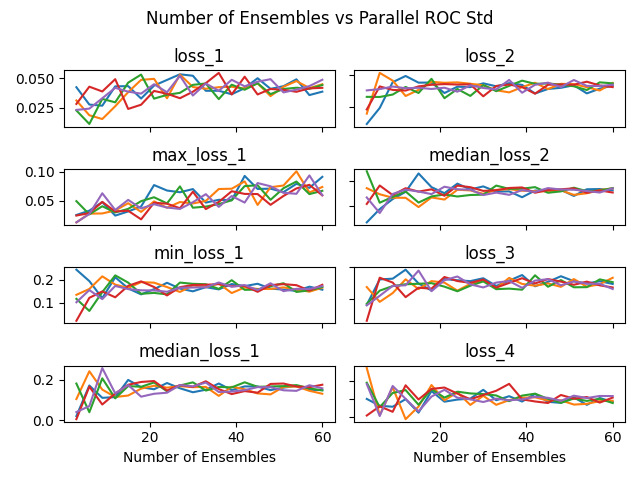 Number of Ensembles vs Parallel ROC Std
loss_1
loss_2
0.050
0.025
max_loss_1
median_loss_2
0.10
0.05
min_loss_1
loss_3
0.2
0.1
median_loss_1
loss_4
0.2
0.0
20 40 60 20 40 60
Number of Ensembles Number of Ensembles